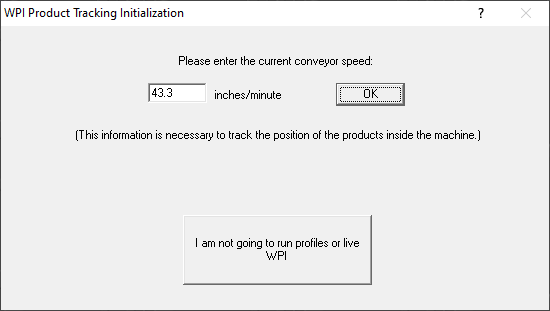 WPI Product Tracking Initialization
?
Please enter the current conveyor speed:
43.3 inches/minute OK
(This information is necessary to track the position of the products inside the machine.)
I am not going to run profiles or live
WPI